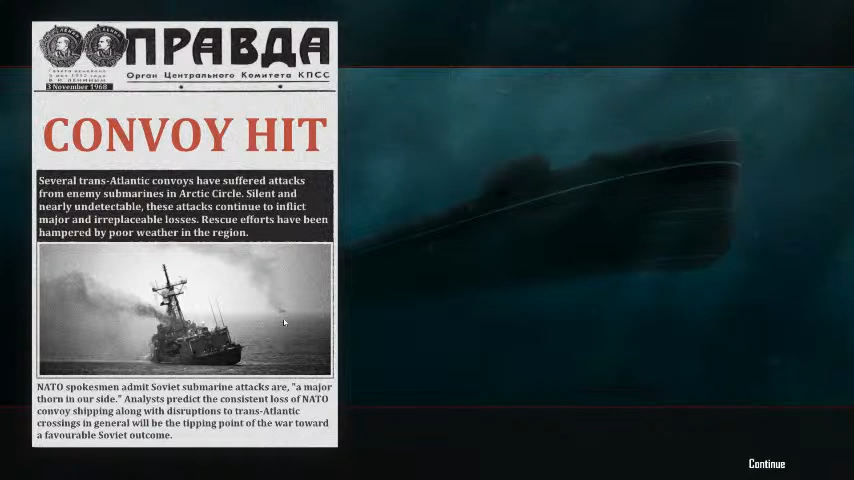 ПРАВДА
Орган Центрального Комитета КПСС
3 November 1968
CONVOY HIT
Several trans-Atlantic convoys have suffered attacks
from enemy submarines in Arctic Circle. Silent and
nearly undetectable, these attacks continue to inflict
major and irreplaceable losses. Rescue efforts have been
hampered by poor weather in the region.
NATO spokesmen admit Soviet submarine attacks are, "a major
thorn in our side." Analysts predict the consistent loss of NATO
convoy shipping along with disruptions to trans-Atlantic
crossings in general will be the tipping point of the war toward
a favourable Soviet outcome.
Continue